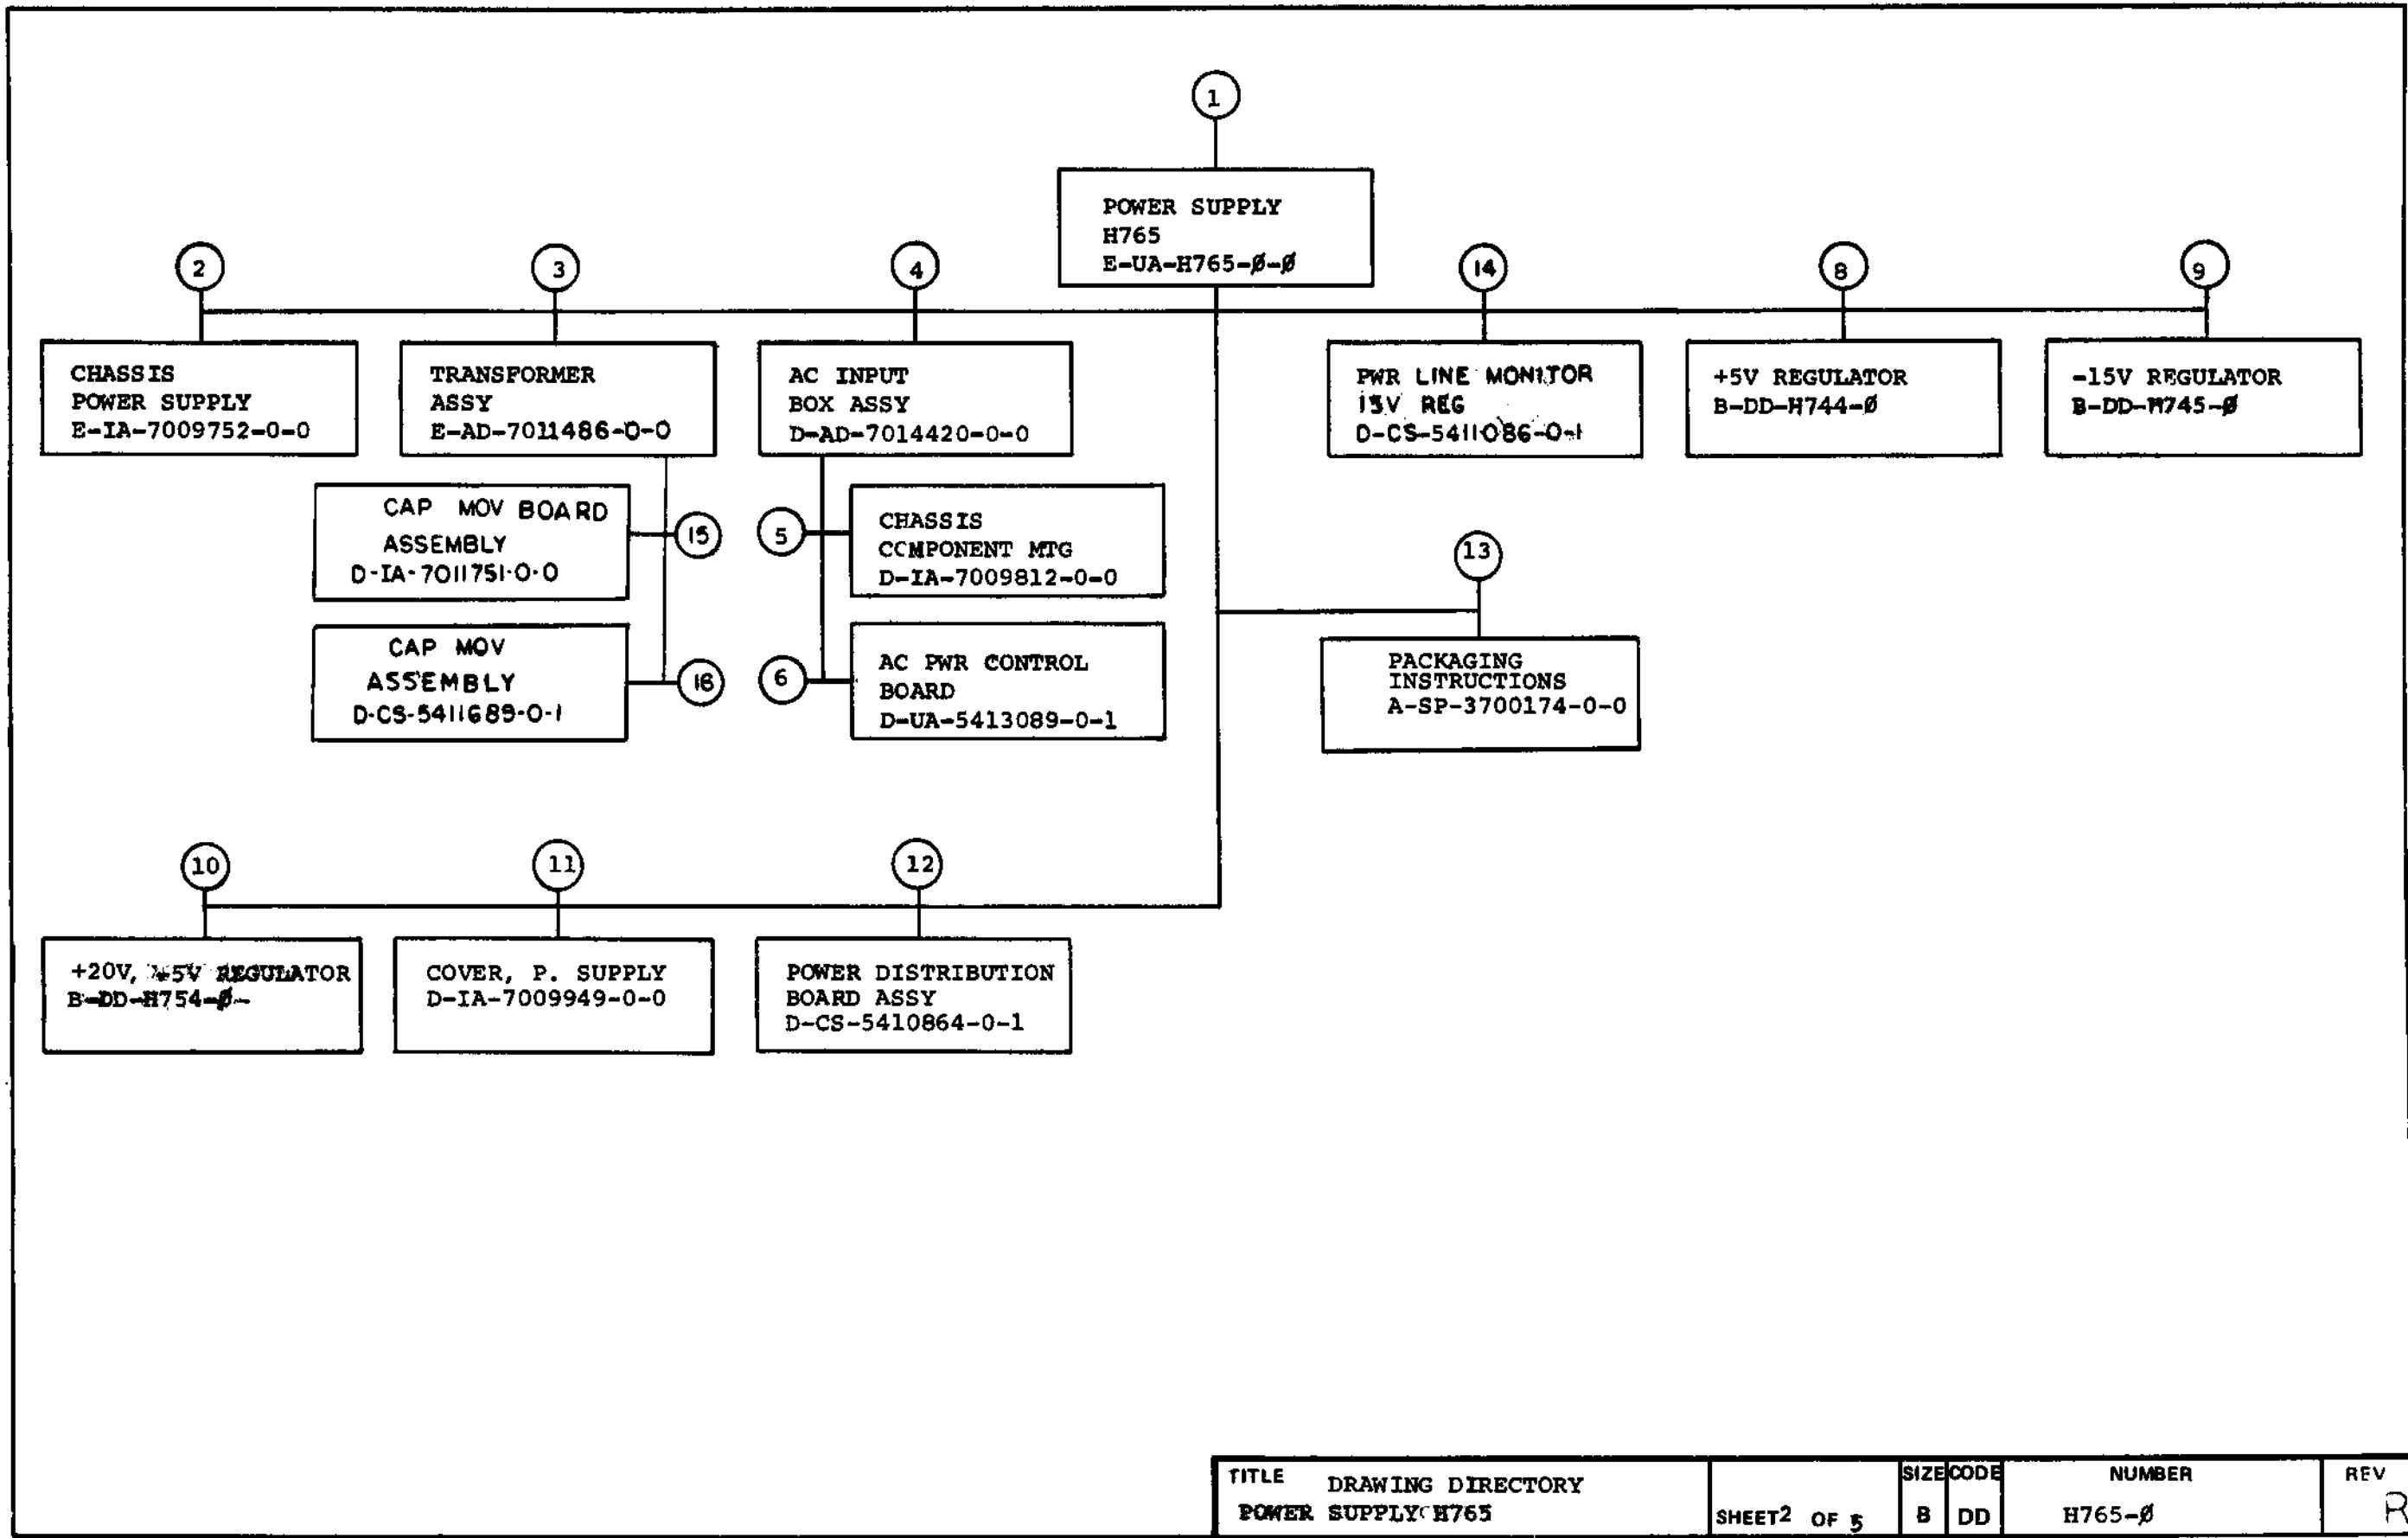 1
POWER SUPPLY
H765
E-UA-H765-Ø-Ø
2
3
4
14
8
9
CHASSIS
POWER SUPPLY
E-IA-7009752-0-0
TRANSFORMER
ASSY
E-AD-7011486-0-0
AC INPUT
BOX ASSY
D-AD-7014420-0-0
PWR LINE MONITOR
15V REG
D-CS-5411086-0-1
+5V REGULATOR
B-DD-H744-Ø
-15V REGULATOR
B-DD-H745-Ø
CAP MOV BOARD
ASSEMBLY
D-IA-7011751-0-0
15
5
CHASSIS
COMPONENT MTG
D-IA-7009812-0-0
13
CAP MOV
ASSEMBLY
D-CS-5411689-0-1
16
6
AC PWR CONTROL
BOARD
D-UA-5413089-0-1
PACKAGING
INSTRUCTIONS
A-SP-3700174-0-0
10
11
12
+20V, REGULATOR
B-DD-H754-Ø-
COVER, P. SUPPLY
D-IA-7009949-0-0
POWER DISTRIBUTION
BOARD ASSY
D-CS-5410864-0-1
TITLE DRAWING DIRECTORY
POWER SUPPLY H765
SHEET 2 OF 5
SIZE
B
CODE
DD
NUMBER
H765-Ø
REV